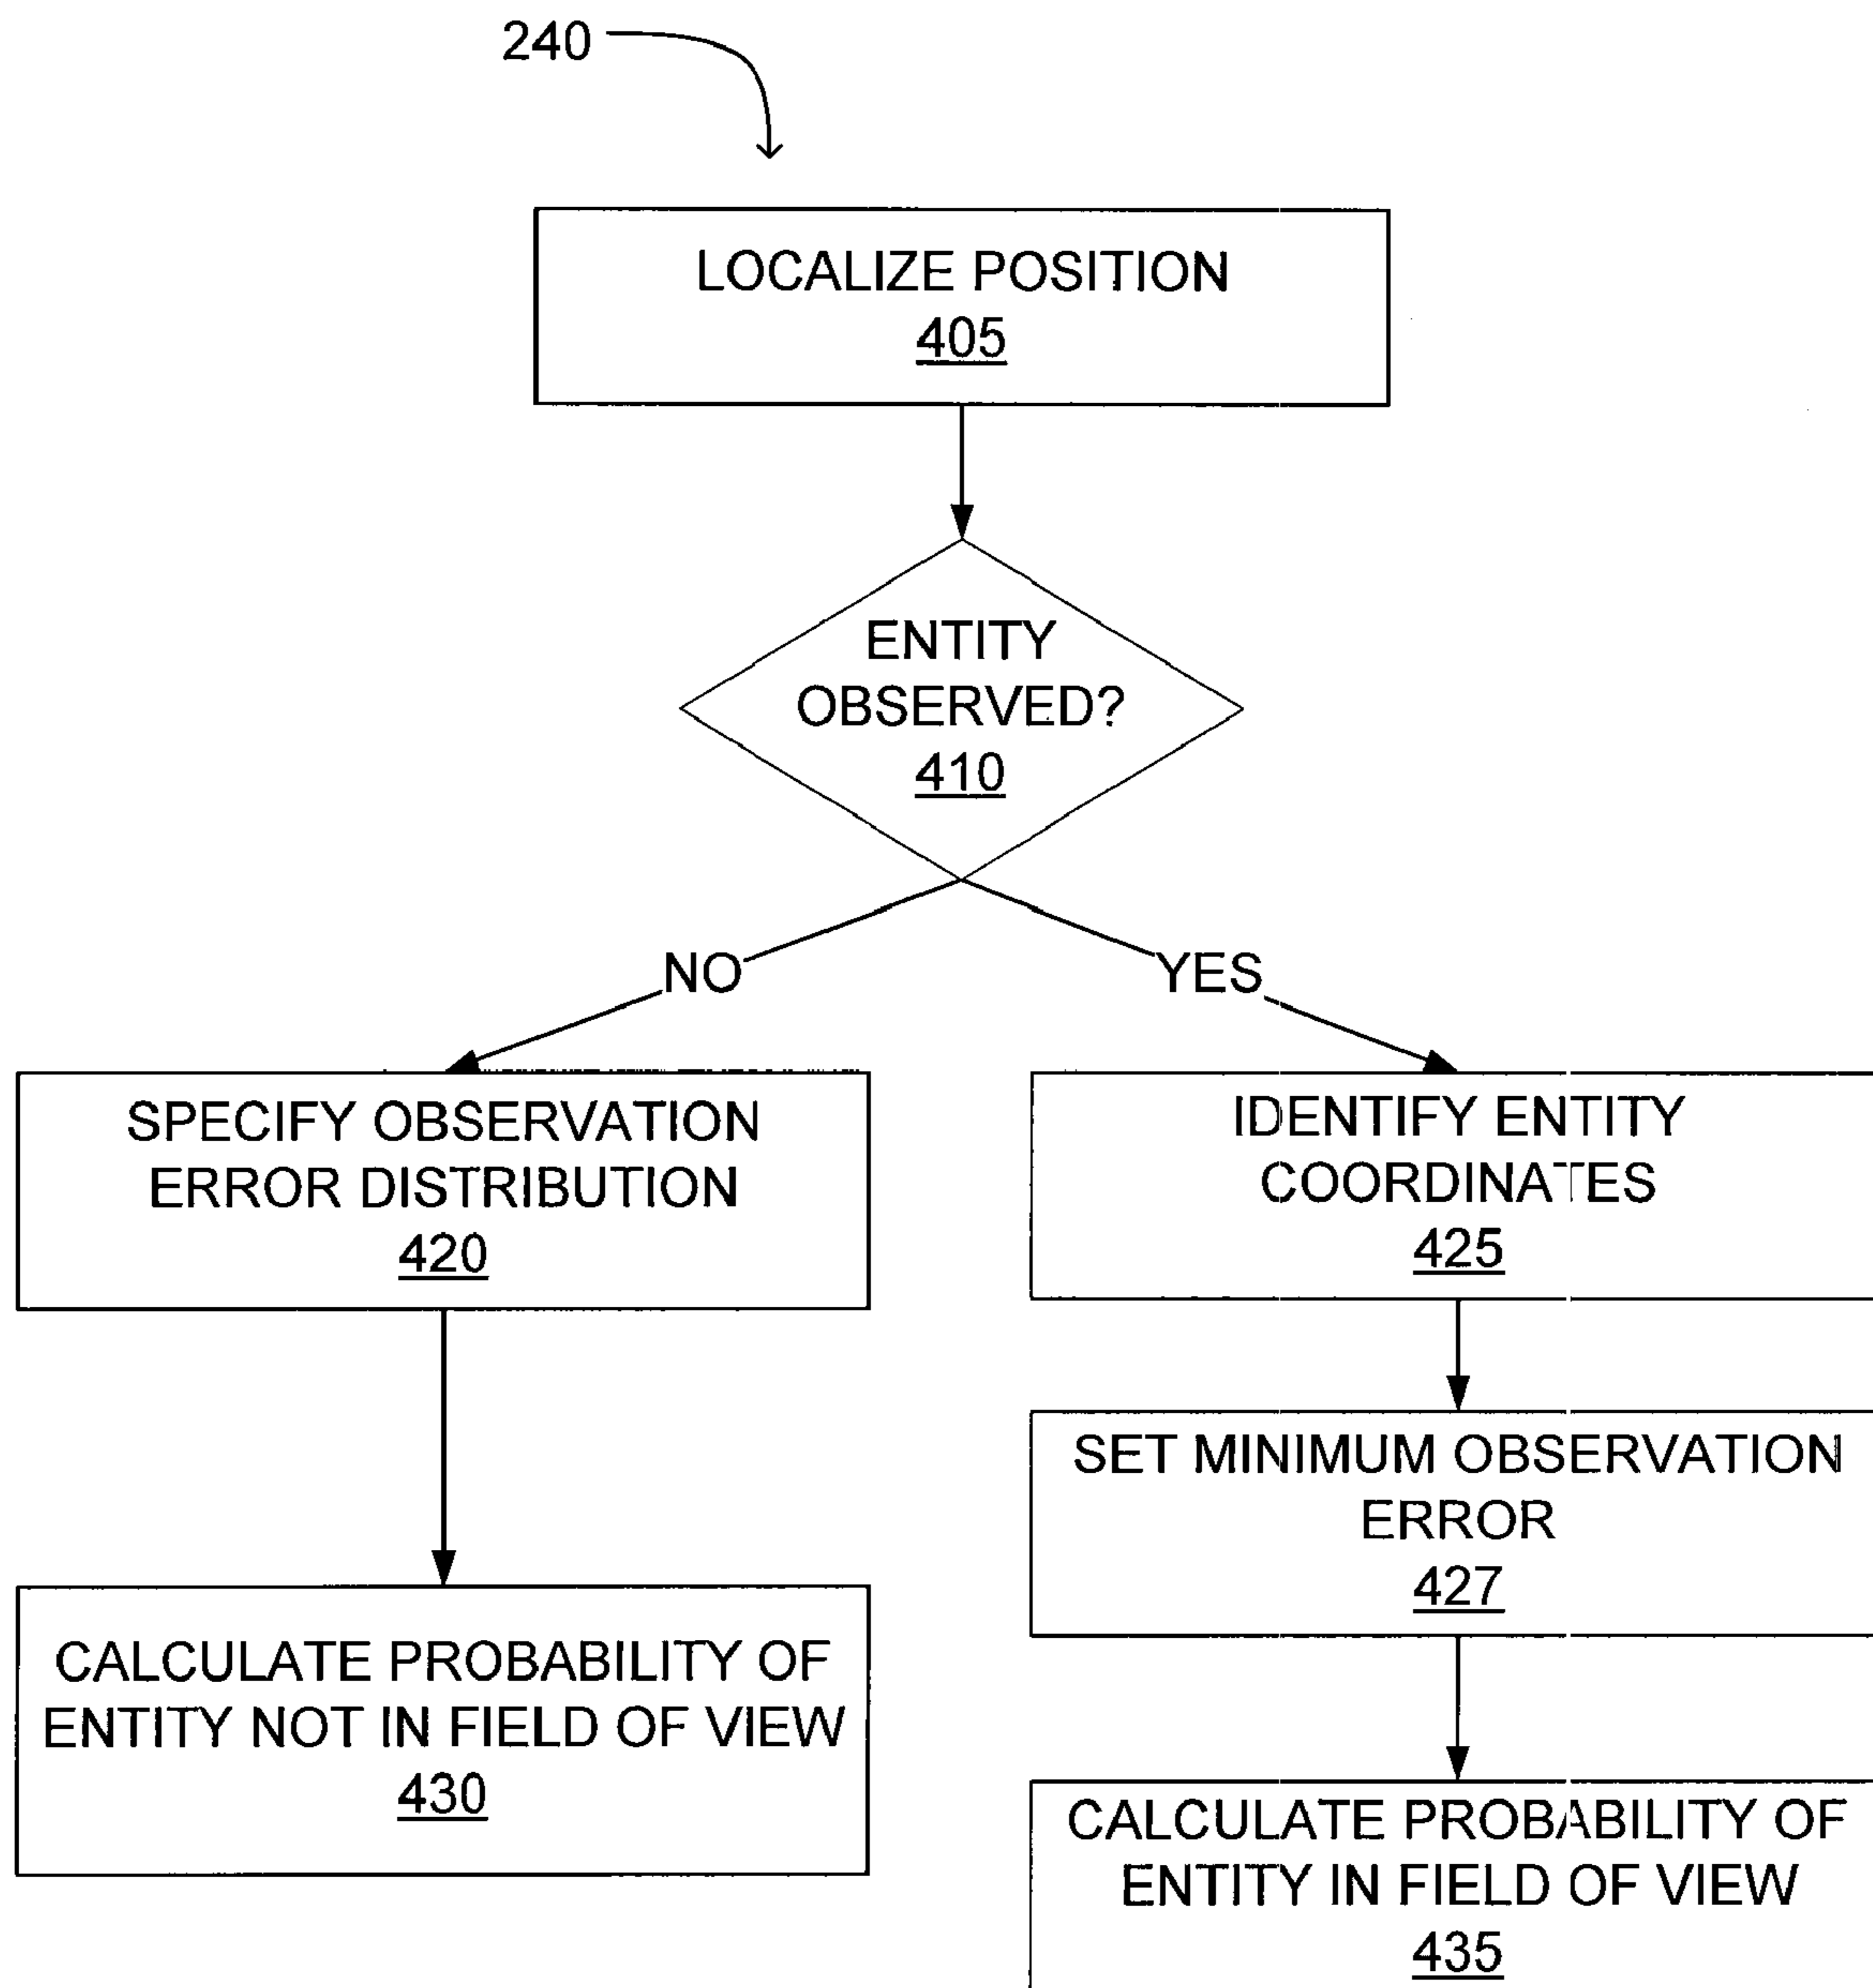 240
LOCALIZE POSITION
405
ENTITY
OBSERVED?
410
NO
YES
SPECIFY OBSERVATION
ERROR DISTRIBUTION
420
IDENTIFY ENTITY
COORDINATES
425
SET MINIMUM OBSERVATION
ERROR
427
CALCULATE PROBABILITY OF
ENTITY NOT IN FIELD OF VIEW
430
CALCULATE PROBABILITY OF
ENTITY IN FIELD OF VIEW
435